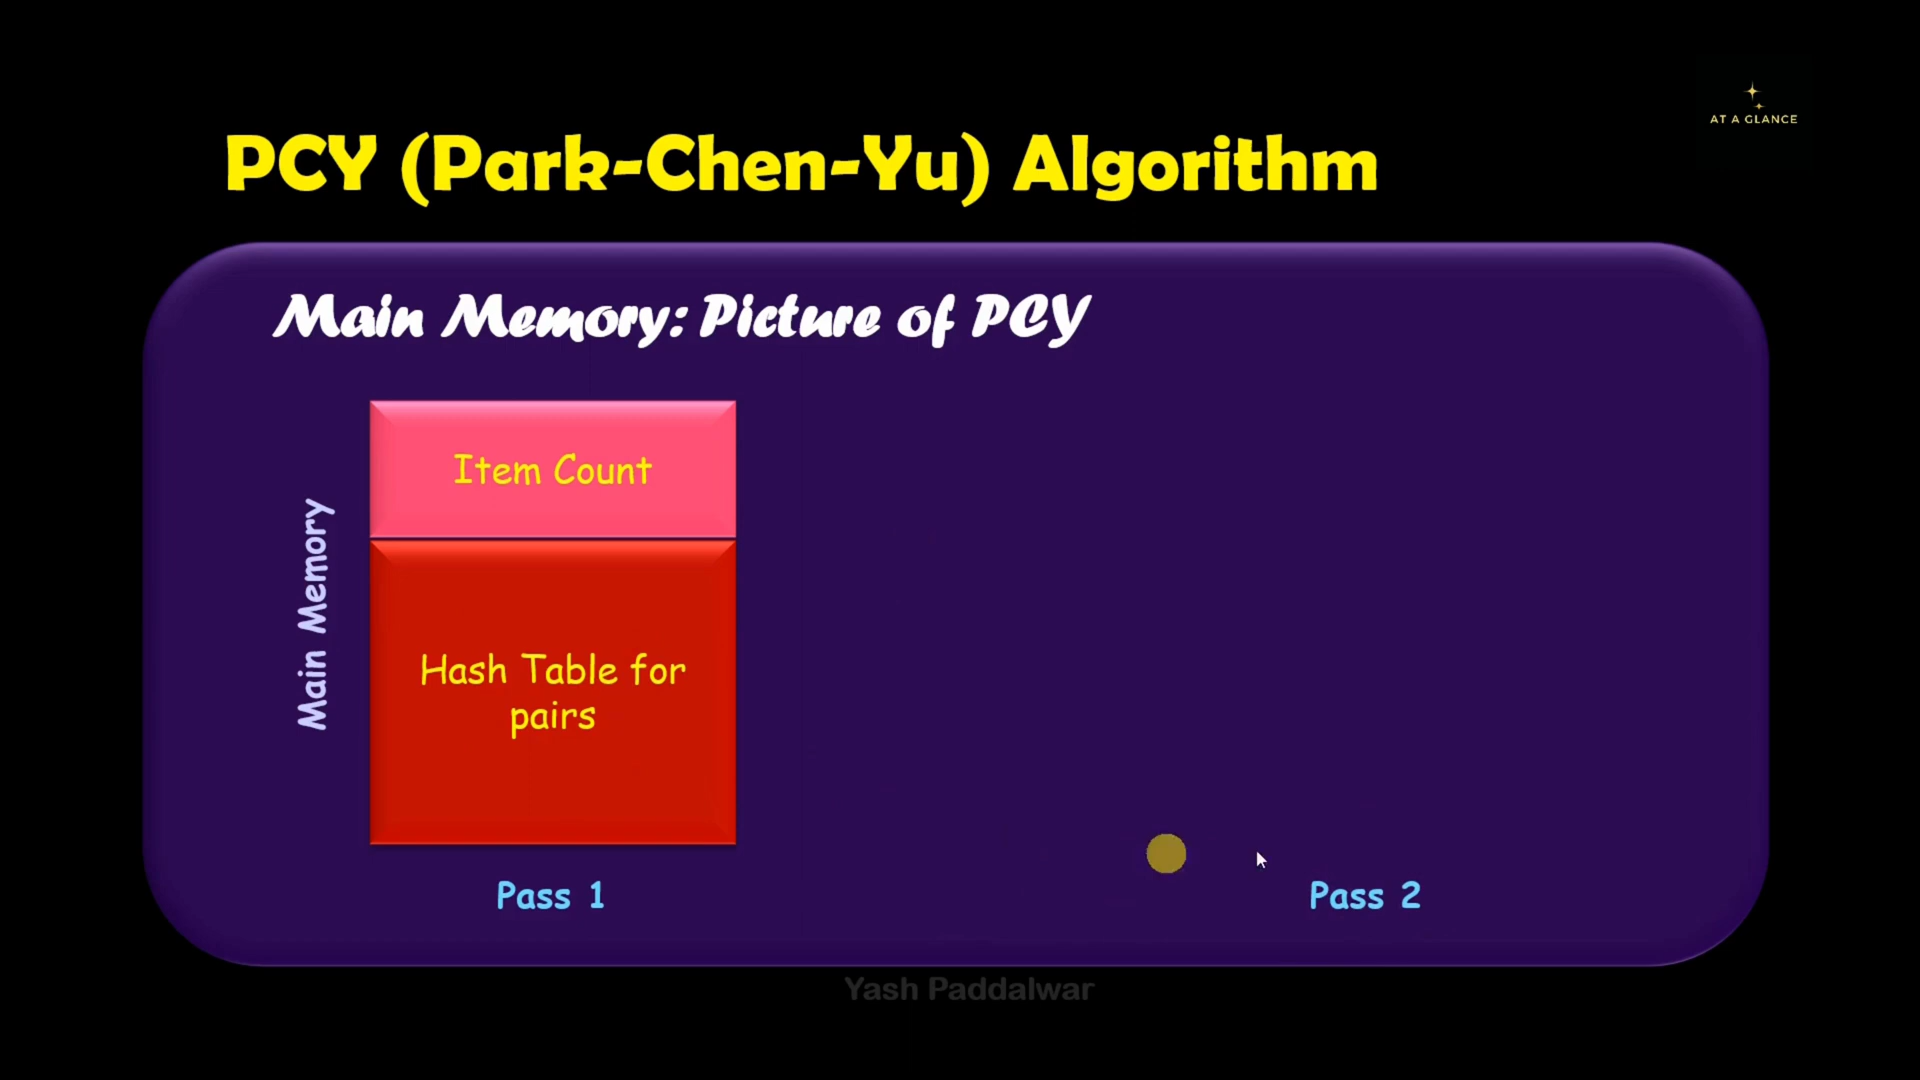 AT A GLANCE
PCY (Park-Chen-Yu) Algorithm
Main Memory: Picture of PCY
Main Memory
Item Count
Hash Table for
pairs
Pass 1
Pass 2
Yash Paddalwar